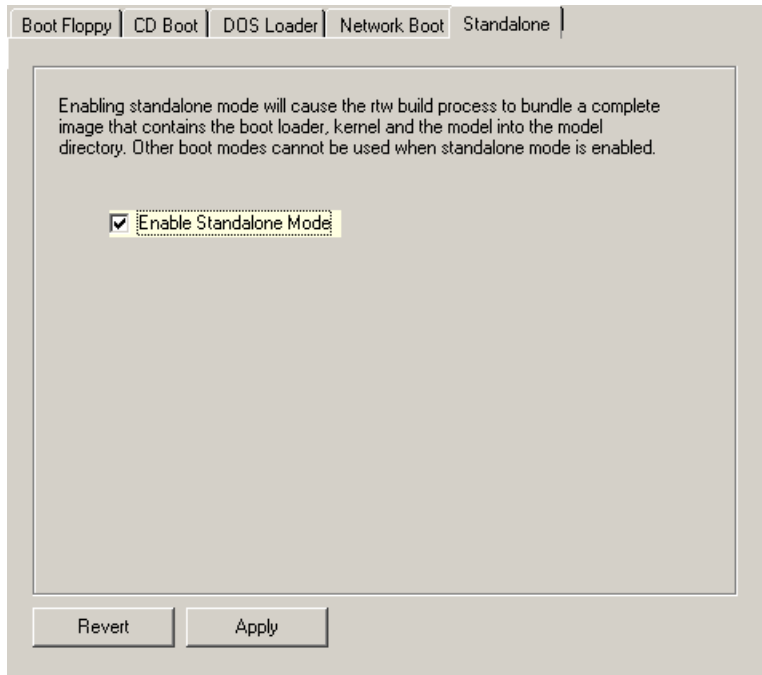 Boot Floppy CD Boot DOS Loader Network Boot Standalone
Enabling standalone mode will cause the rtw build process to bundle a complete
image that contains the boot loader, kernel and the model into the model
directory. Other boot modes cannot be used when standalone mode is enabled.
Enable Standalone Mode
Revert Apply